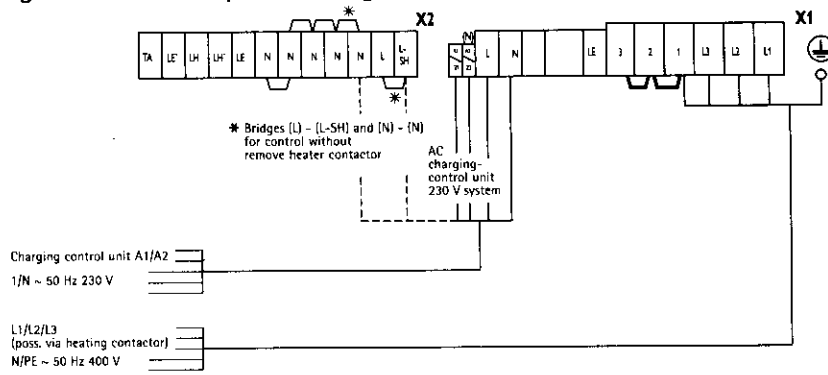 X2
X1
*
TA LE' LH LH' LE N N N N N L L-SH
(N)
L N LE 3 2 1 L3 L2 L1
*
* Bridges (L) - (L-SH) and (N) - (N)
for control without
remove heater contactor
AC
charging-
control unit
230 V system
Charging control unit A1/A2
1/N ~ 50 Hz 230 V
L1/L2/L3
(poss. via heating contactor)
N/PE ~ 50 Hz 400 V